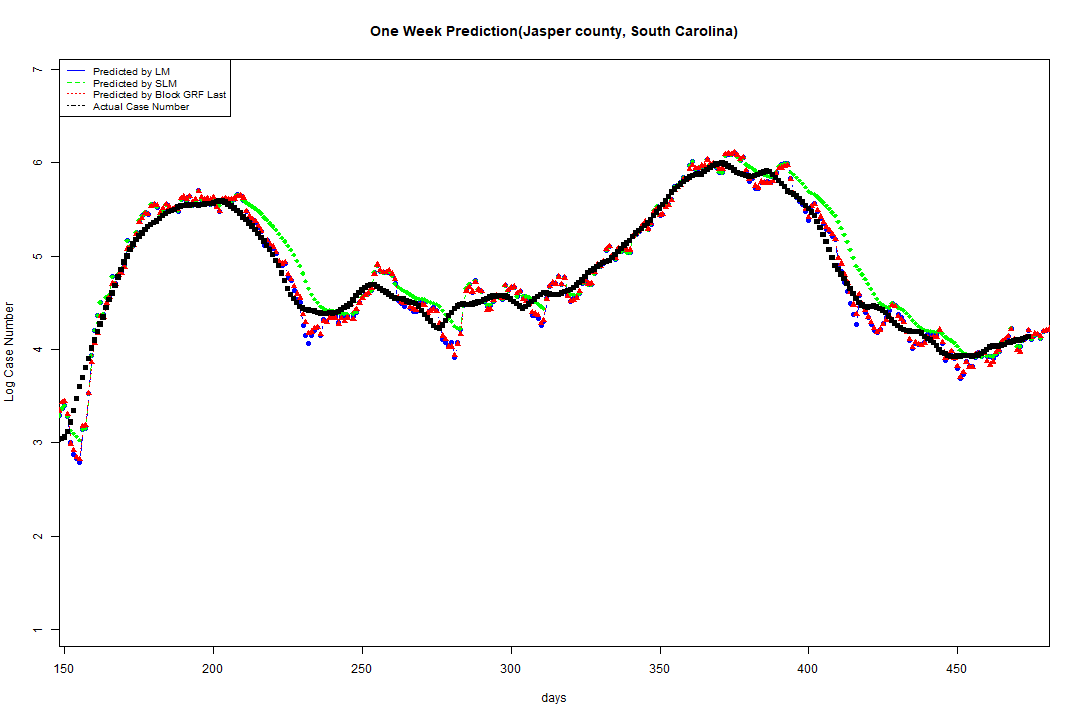 One Week Prediction(Jasper county, South Carolina)
Predicted by LM
Predicted by SLM
Predicted by Block GRF Last
Actual Case Number
7
6
5
4
3
2
1
Log Case Number
150 200 250 300 350 400 450
days